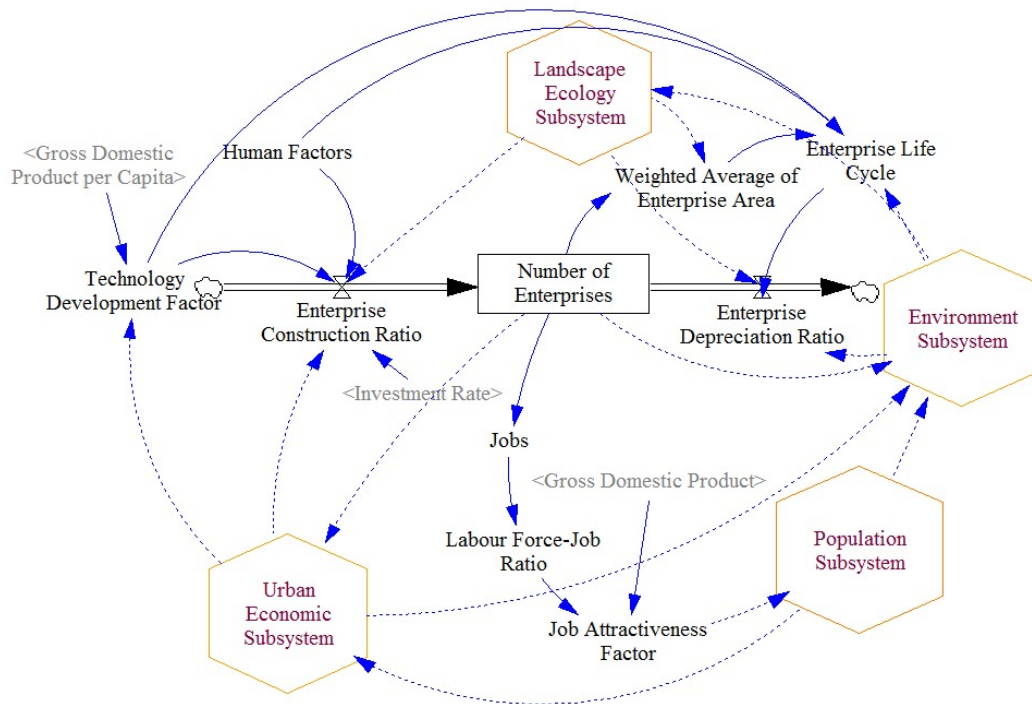 Landscape
Ecology
Subsystem
<Gross Domestic
Product per Capita>
Human Factors
Enterprise Life
Cycle
Weighted Average of
Enterprise Area
Technology
Development Factor
Number of
Enterprises
Enterprise
Construction Ratio
Enterprise
Depreciation Ratio
Environment
Subsystem
<Investment Rate>
Jobs
<Gross Domestic Product>
Labour Force-Job
Ratio
Population
Subsystem
Urban
Economic
Subsystem
Job Attractiveness
Factor